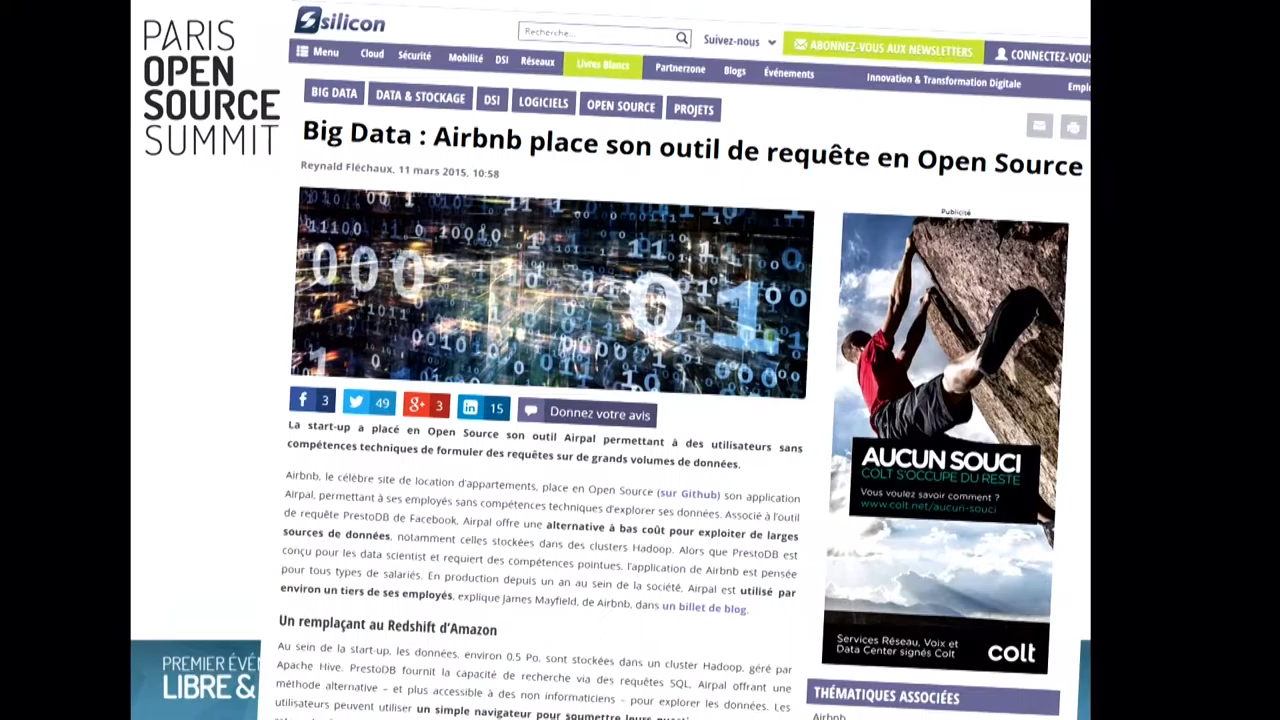 PARIS
OPEN
SOURCE
SUMMIT
silicon
Recherche...
Suivez-nous
ABONNEZ-VOUS AUX NEWSLETTERS
CONNECTEZ-VOUS
Menu Cloud Sécurité Mobilité DSI Réseaux Livres Blancs Partnerzone Blogs Événements Innovation & Transformation Digitale
BIG DATA DATA & STOCKAGE DSI LOGICIELS OPEN SOURCE PROJETS
Big Data : Airbnb place son outil de requête en Open Source
Reynald Fléchaux, 11 mars 2015, 10:58
Publicité
3 49 3 15 Donnez votre avis
La start-up a placé en Open Source son outil Airpal permettant à des utilisateurs sans
compétences techniques de formuler des requêtes sur de grands volumes de données.
Airbnb, le célèbre site de location d'appartements, place en Open Source (sur Github) son application
Airpal, permettant à ses employés sans compétences techniques d'explorer ses données. Associé à l'outil
de requête PrestoDB de Facebook, Airpal offre une alternative à bas coût pour exploiter de larges
sources de données, notamment celles stockées dans des clusters Hadoop. Alors que PrestoDB est
conçu pour les data scientist et requiert des compétences pointues, l'application de Airbnb est pensée
pour tous types de salariés. En production depuis un an au sein de la société, Airpal est utilisé par
environ un tiers de ses employés, explique James Mayfield, de Airbnb, dans un billet de blog.
Un remplaçant au Redshift d'Amazon
Au sein de la start-up, les données, environ 0.5 Po, sont stockées dans un cluster Hadoop, géré par
Apache Hive. PrestoDB fournit la capacité de recherche via des requêtes SQL, Airpal offrant une
méthode alternative – et plus accessible à des non informaticiens – pour explorer les données. Les
utilisateurs peuvent utiliser un simple navigateur pour soumettre leurs
AUCUN SOUCI
COLT S'OCCUPE DU RESTE
Vous voulez savoir comment ?
www.colt.net/aucun-souci
Services Réseau, Voix et
Data Center signés Colt
colt
THÉMATIQUES ASSOCIÉES
Airbnb
PREMIER
LIBRE &